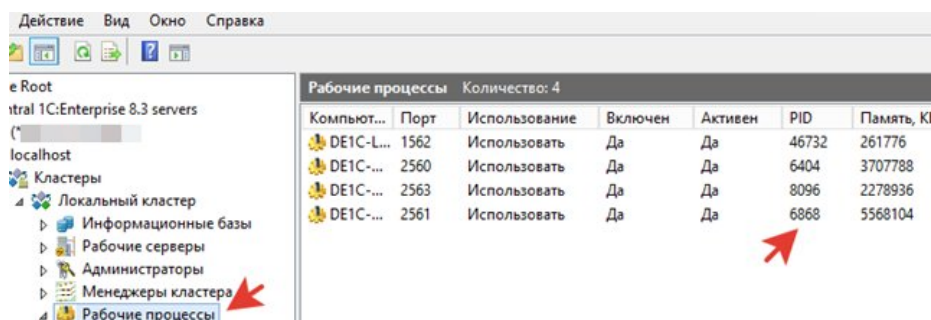 Действие Вид Окно Справка
e Root
ntral 1C:Enterprise 8.3 servers
(*
localhost
Кластеры
Локальный кластер
Информационные базы
Рабочие серверы
Администраторы
Менеджеры кластера
Рабочие процессы
Рабочие процессы Количество: 4
Компьют... Порт Использование Включен Активен PID Память, К
DE1C-L... 1562 Использовать Да Да 46732 261776
DE1C-... 2560 Использовать Да Да 6404 3707788
DE1C-... 2563 Использовать Да Да 8096 2278936
DE1C-... 2561 Использовать Да Да 6868 5568104